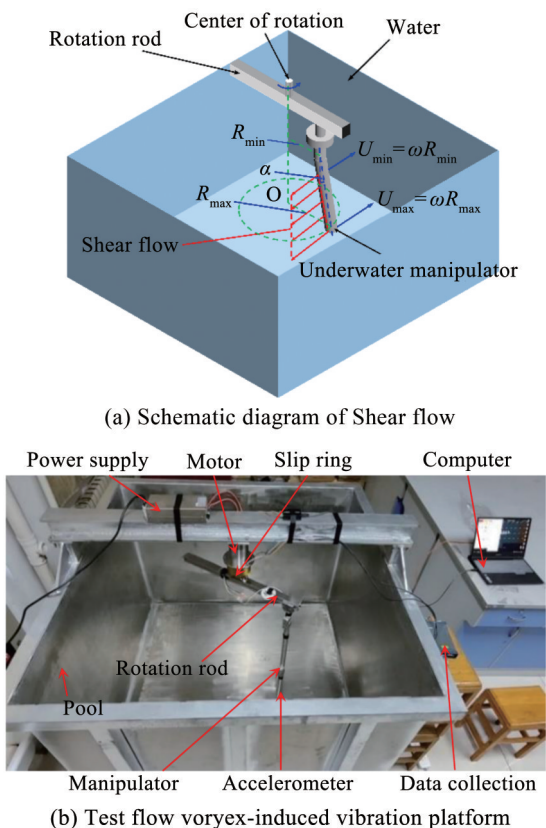 Center of rotation
Rotation rod
Water
R_min
U_min = ωR_min
α
R_max
O
U_max = ωR_max
Shear flow
Underwater manipulator
(a) Schematic diagram of Shear flow
Power supply
Motor
Slip ring
Computer
Rotation rod
Pool
Manipulator
Accelerometer
Data collection
(b) Test flow voryex-induced vibration platform